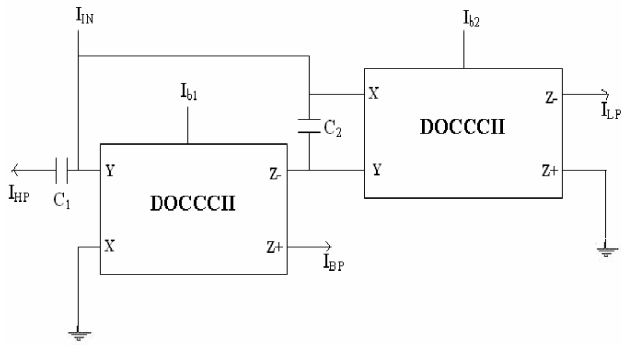 I_IN
I_b2
I_b1
X
Z-
I_LP
C_2
DOCCCII
Y
Z-
Y
Z+
I_HP
C_1
DOCCCII
X
Z+
I_BP